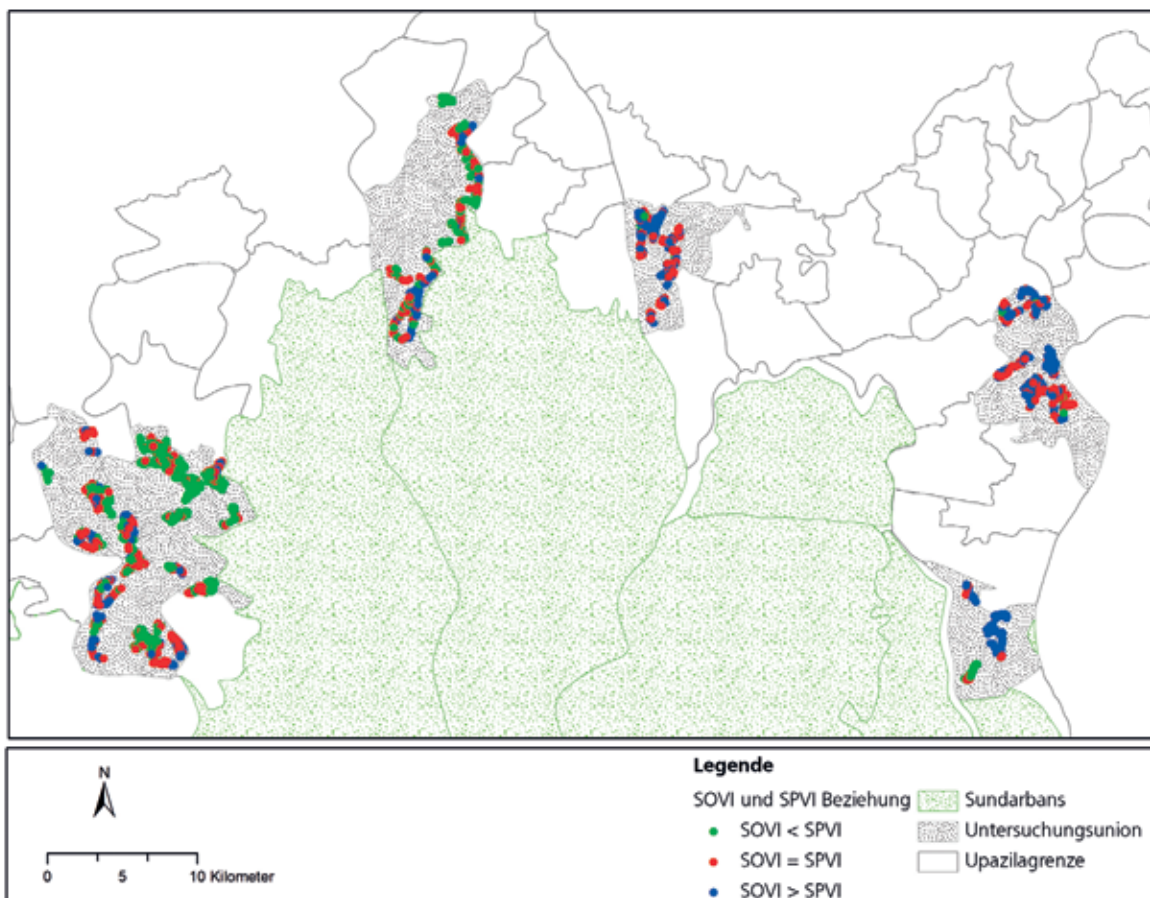 N
0 5 10 Kilometer
Legende
SOVI und SPVI Beziehung
SOVI < SPVI
SOVI = SPVI
SOVI > SPVI
Sundarbans
Untersuchungsunion
Upazilagrenze